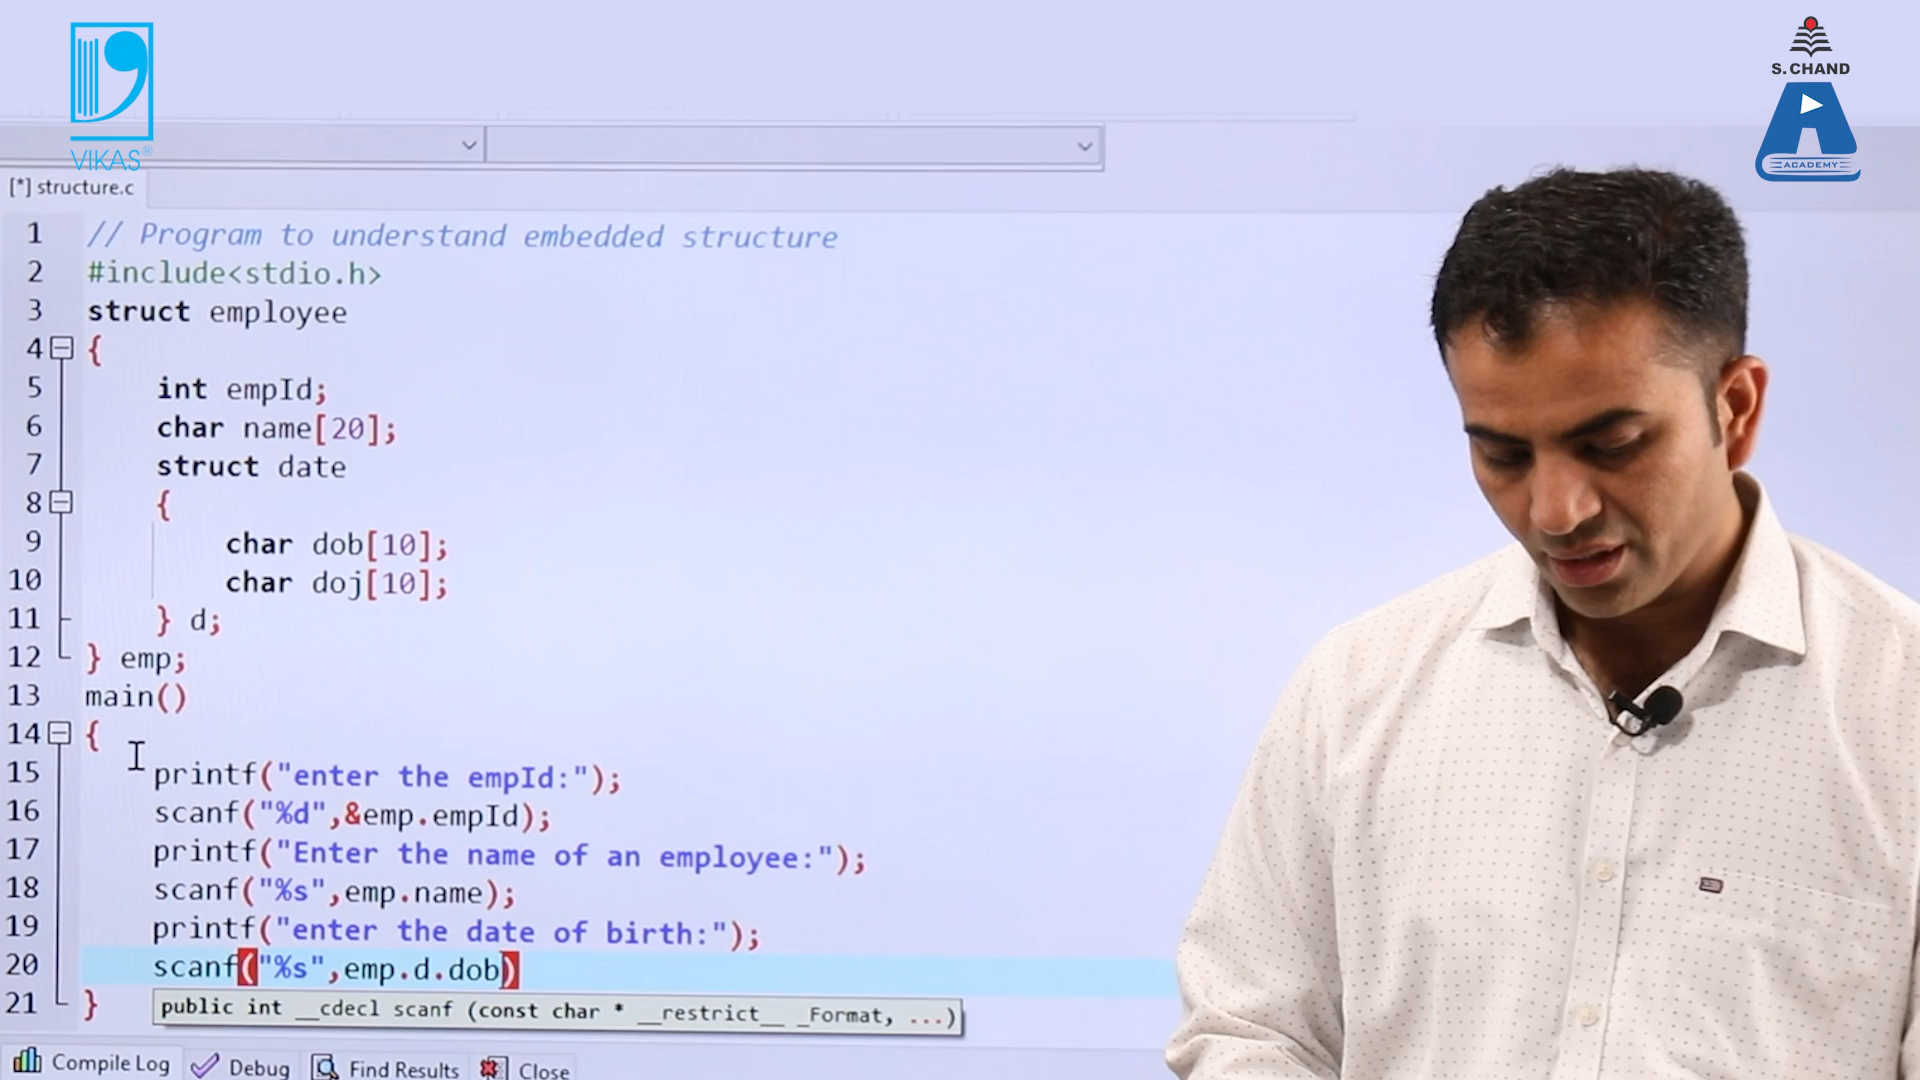 VIKAS®
S. CHAND
ACADEMY
[*] structure.c
1 // Program to understand embedded structure
2 #include<stdio.h>
3 struct employee
4 {
5 int empId;
6 char name[20];
7 struct date
8 {
9 char dob[10];
10 char doj[10];
11 } d;
12 } emp;
13 main()
14 {
15 printf("enter the empId:");
16 scanf("%d",&emp.empId);
17 printf("Enter the name of an employee:");
18 scanf("%s",emp.name);
19 printf("enter the date of birth:");
20 scanf("%s",emp.d.dob)
21 }
public int __cdecl scanf (const char * __restrict__ _Format, ...)
Compile Log Debug Find Results Close